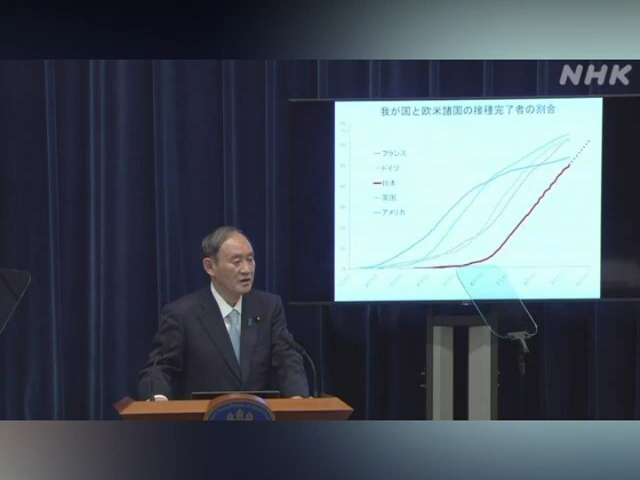 NHK
我が国と欧米諸国の接種完了者の割合
フランス
ドイツ
日本
英国
アメリカ